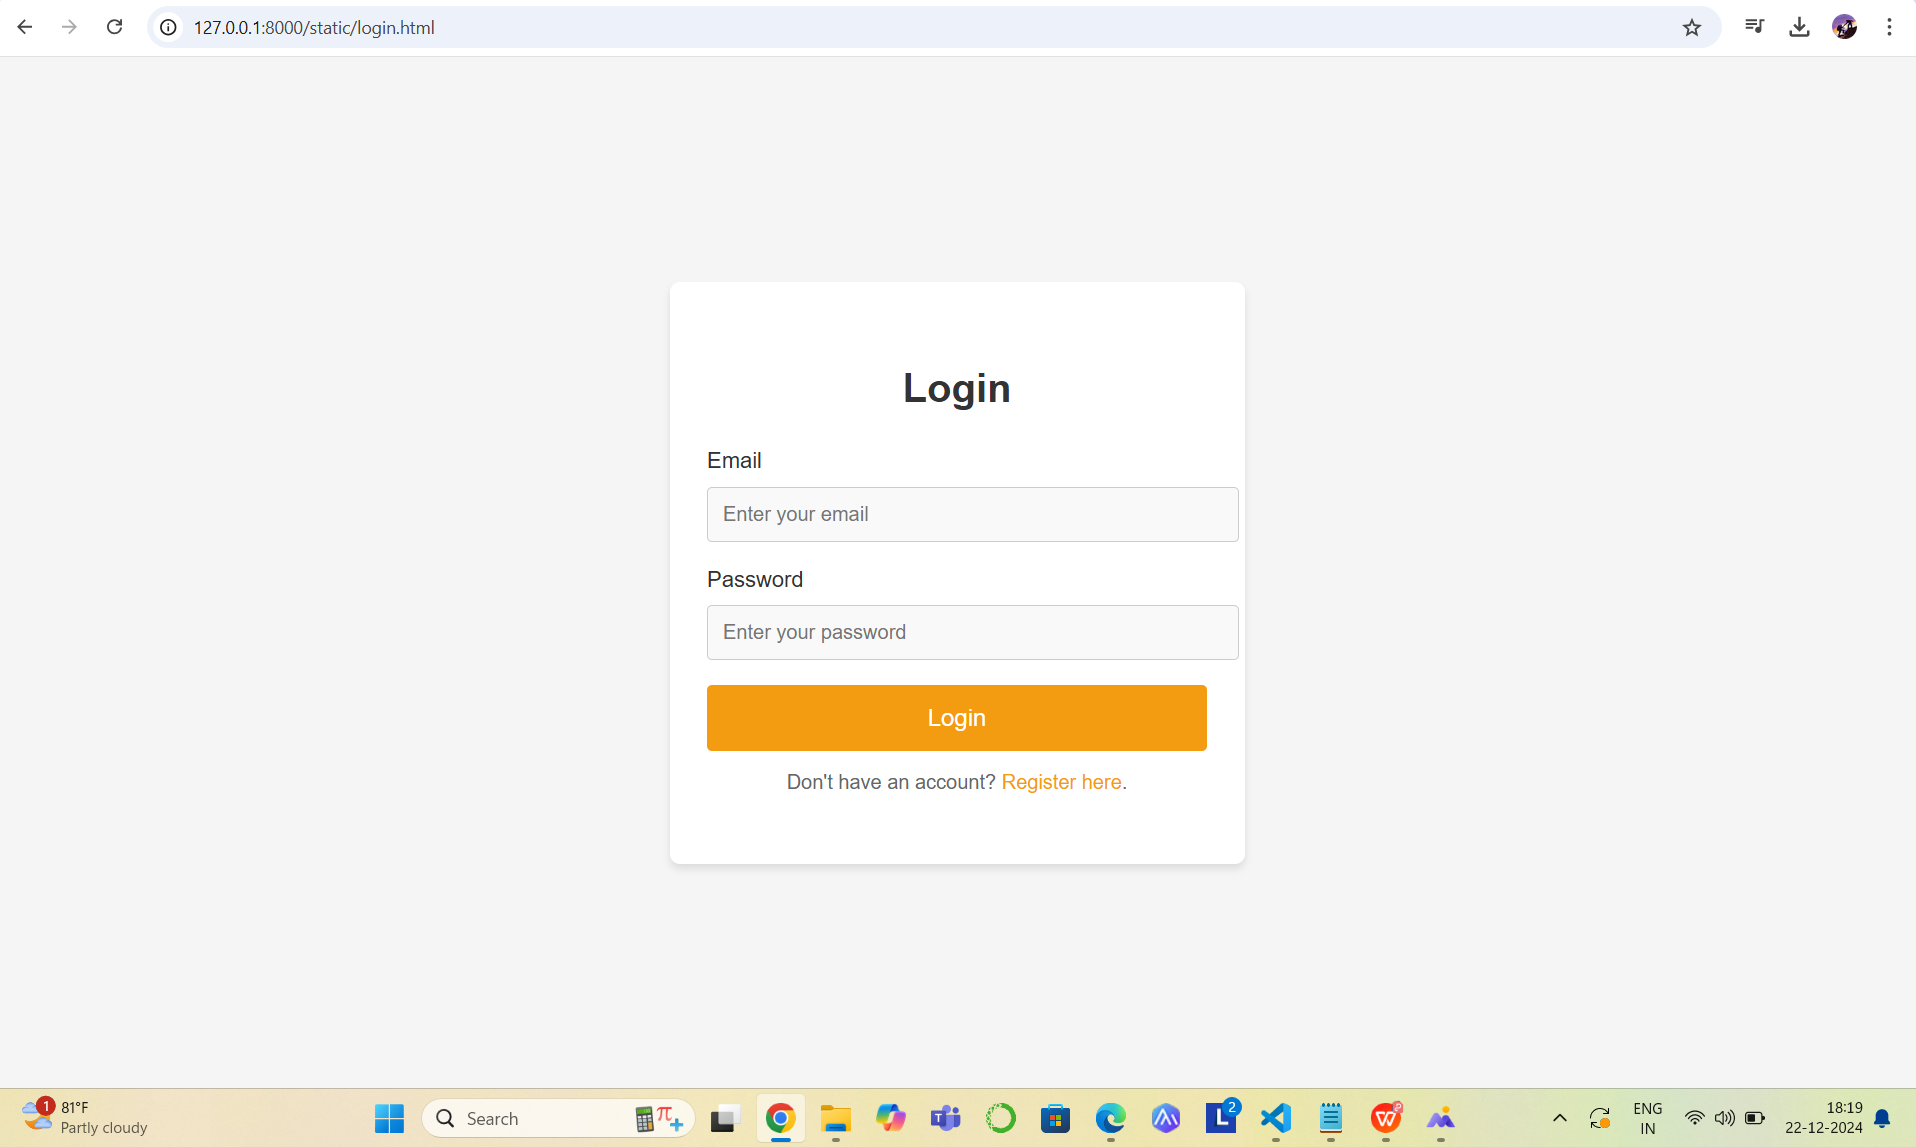 127.0.0.1:8000/static/login.html
Login
Email
Enter your email
Password
Enter your password
Login
Don't have an account? Register here.
1
81°F
Partly cloudy
Search
2
ENG
IN
18:19
22-12-2024